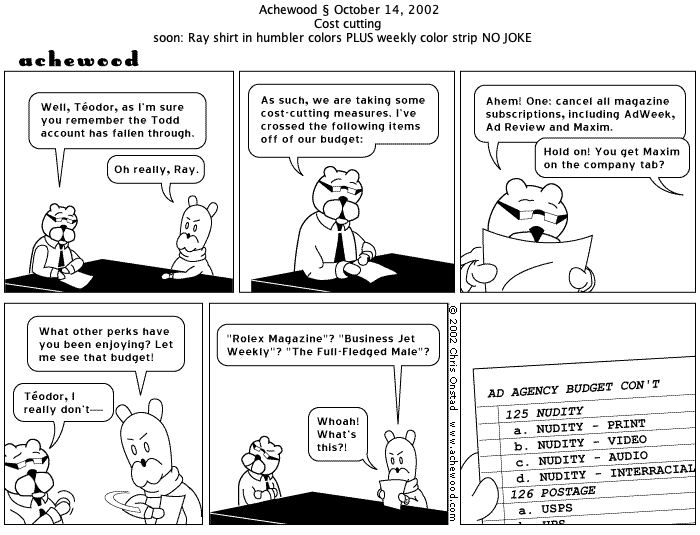 Achewood § October 14, 2002
Cost cutting
soon: Ray shirt in humbler colors PLUS weekly color strip NO JOKE
achewood
Well, Téodor, as I'm sure
you remember the Todd
account has fallen through.
Oh really, Ray.
As such, we are taking some
cost-cutting measures. I've
crossed the following items
off of our budget:
Ahem! One: cancel all magazine
subscriptions, including AdWeek,
Ad Review and Maxim.
Hold on! You get Maxim
on the company tab?
What other perks have
you been enjoying? Let
me see that budget!
Téodor, I
really don't—
"Rolex Magazine"? "Business Jet
Weekly"? "The Full-Fledged Male"?
Whoah!
What's
this?!
© 2002 Chris Onstad www.achewood.com
AD AGENCY BUDGET CON'T
125 NUDITY
a. NUDITY - PRINT
b. NUDITY - VIDEO
c. NUDITY - AUDIO
d. NUDITY - INTERRACIAL
126 POSTAGE
a. USPS
b. UPS